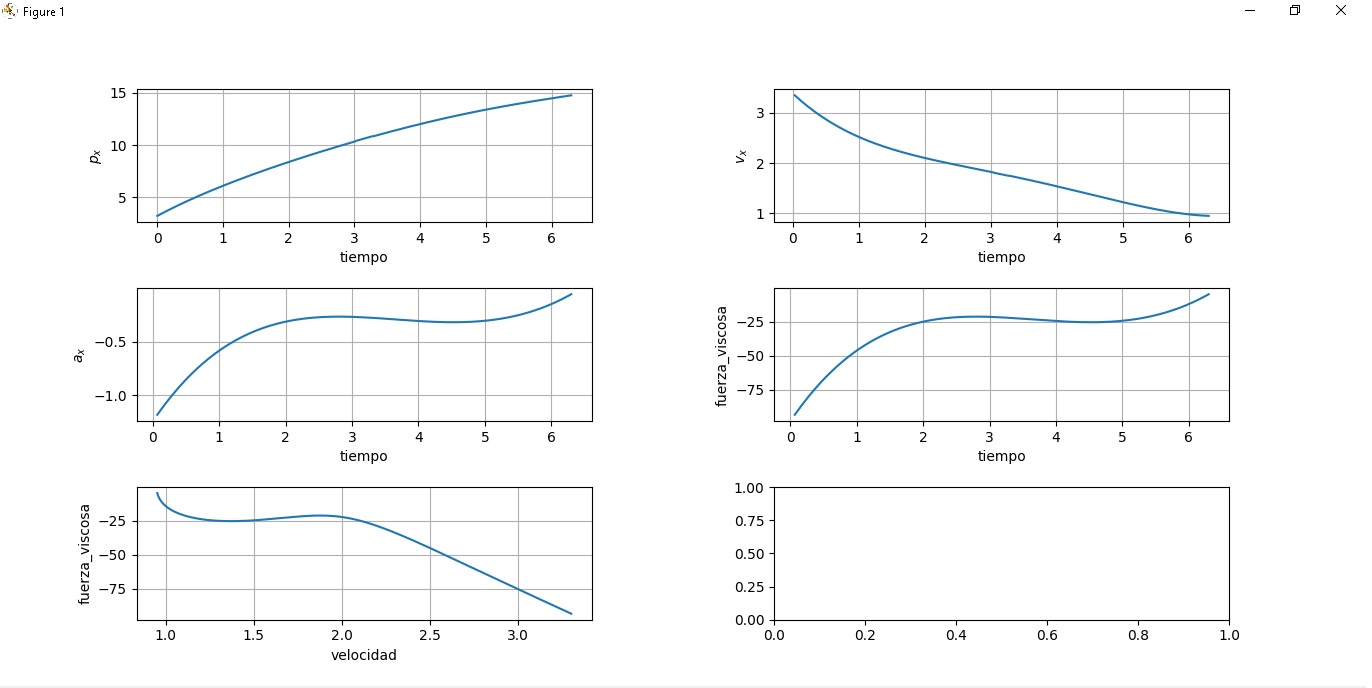 Figure 1
15
10
5
p_x
0 1 2 3 4 5 6
tiempo
3
2
1
v_x
0 1 2 3 4 5 6
tiempo
−0.5
−1.0
a_x
0 1 2 3 4 5 6
tiempo
−25
−50
−75
fuerza_viscosa
0 1 2 3 4 5 6
tiempo
−25
−50
−75
fuerza_viscosa
1.0 1.5 2.0 2.5 3.0
velocidad
1.00
0.75
0.50
0.25
0.00
0.0 0.2 0.4 0.6 0.8 1.0